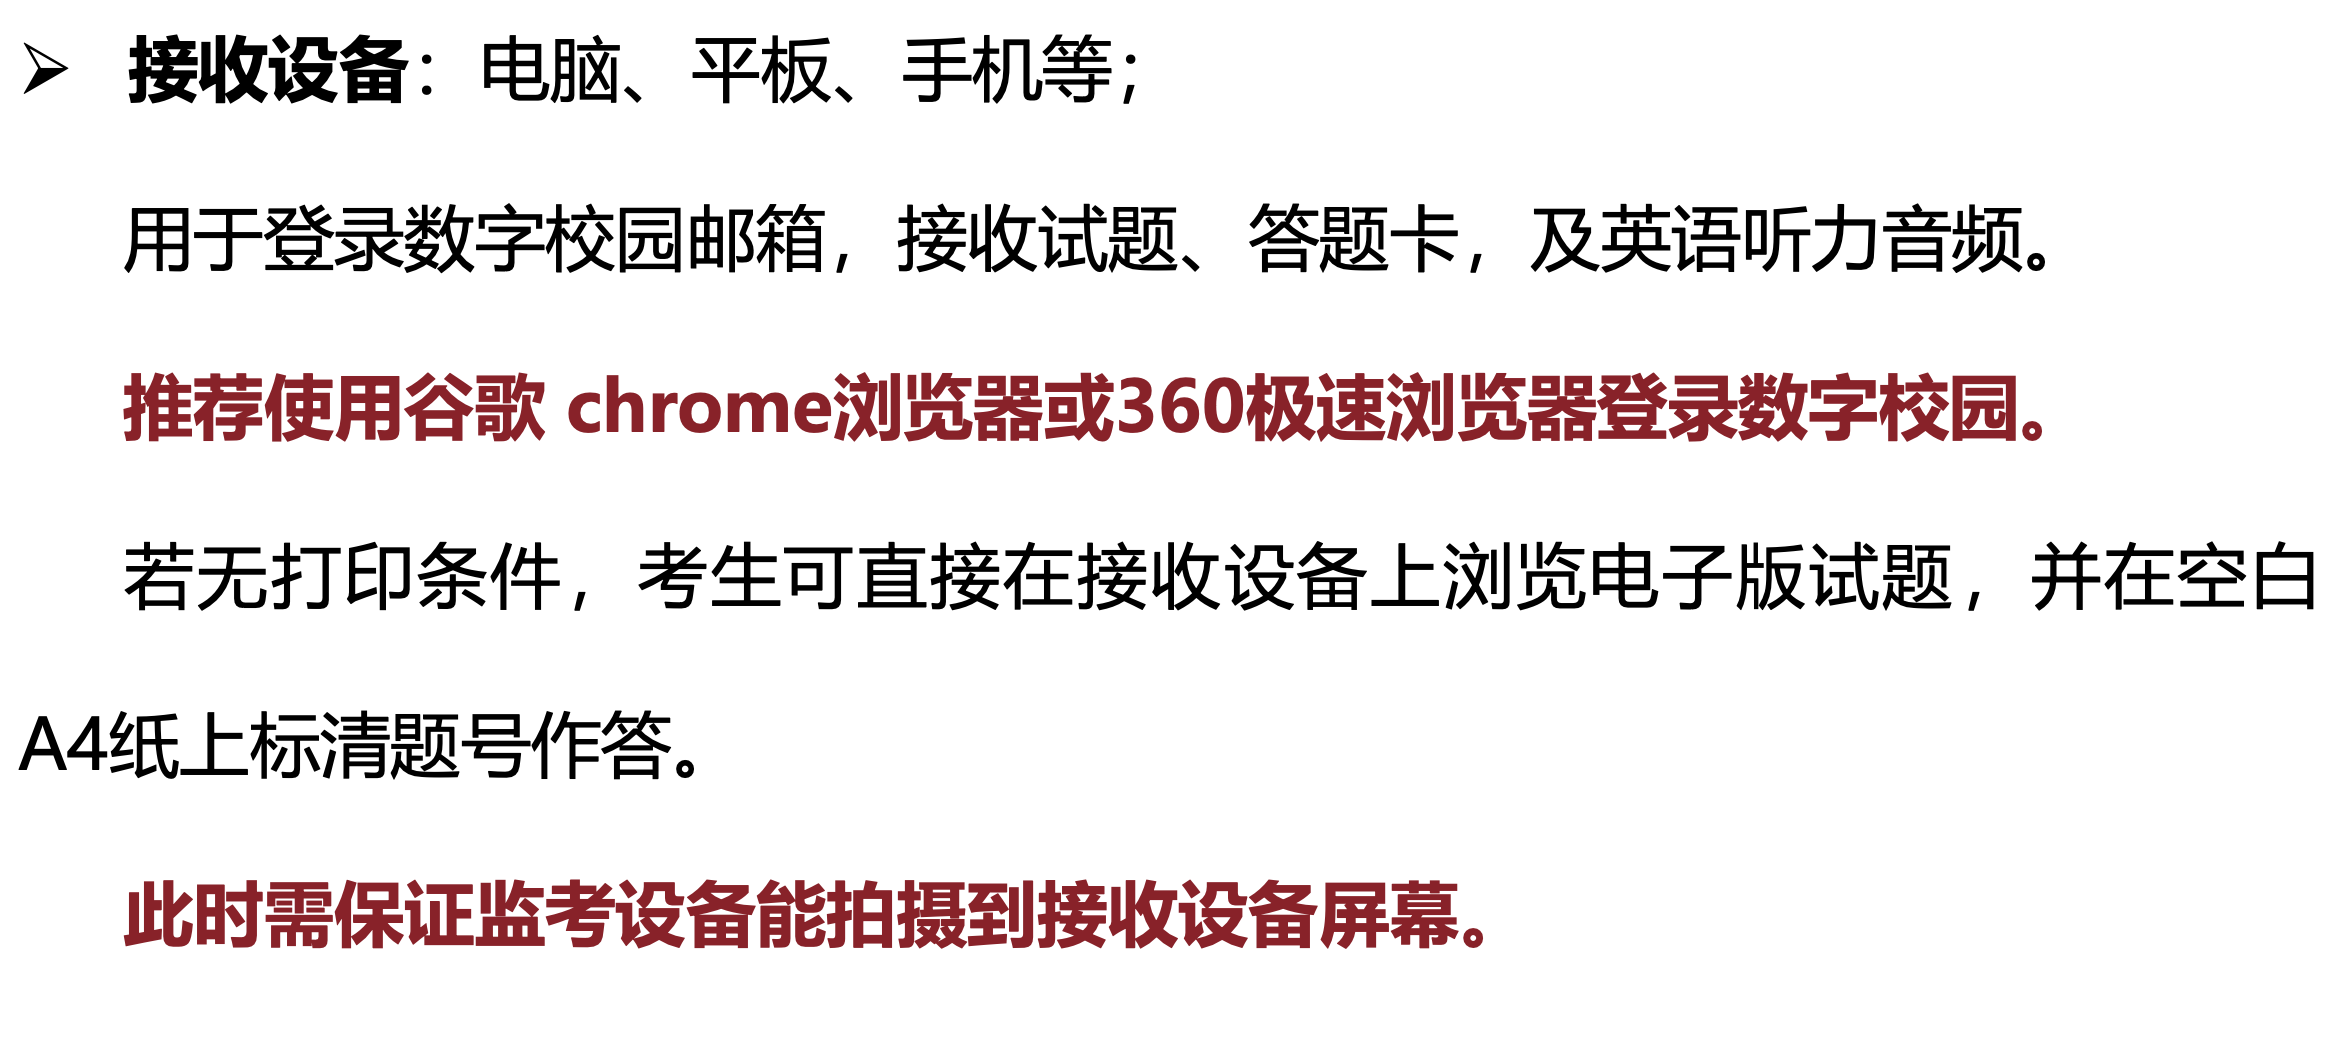 ➢ 接收设备：电脑、平板、手机等；
用于登录数字校园邮箱，接收试题、答题卡，及英语听力音频。
推荐使用谷歌 chrome浏览器或360极速浏览器登录数字校园。
若无打印条件，考生可直接在接收设备上浏览电子版试题，并在空白
A4纸上标清题号作答。
此时需保证监考设备能拍摄到接收设备屏幕。